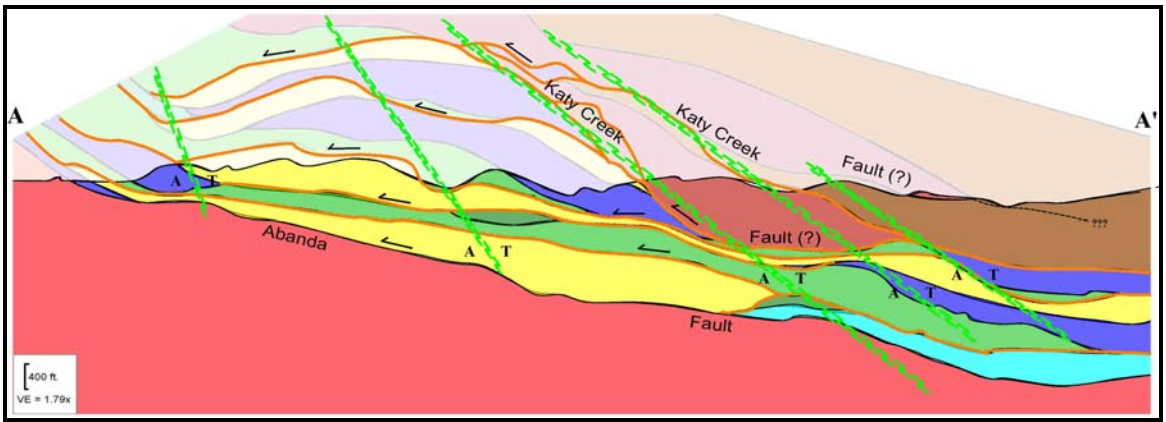 A
A'
Katy Creek
Katy Creek
Fault (?)
A T
Abanda
Fault (?)
A T
A T
A T
A T
???
Fault
400 ft.
VE = 1.79x